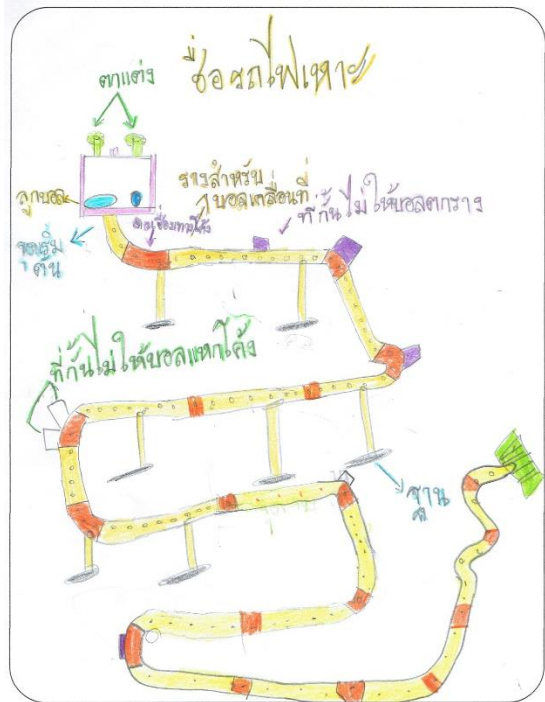 ชื่อรถไฟเหาะ
ตาแต่ง
ลูกบอล
จุดเริ่ม
ต้น
รางสำหรับ
บอลเคลื่อนที่
ที่กั้นไม่ให้บอลตกราง
ที่กั้นไม่ให้บอลแหกโค้ง
ฐาน